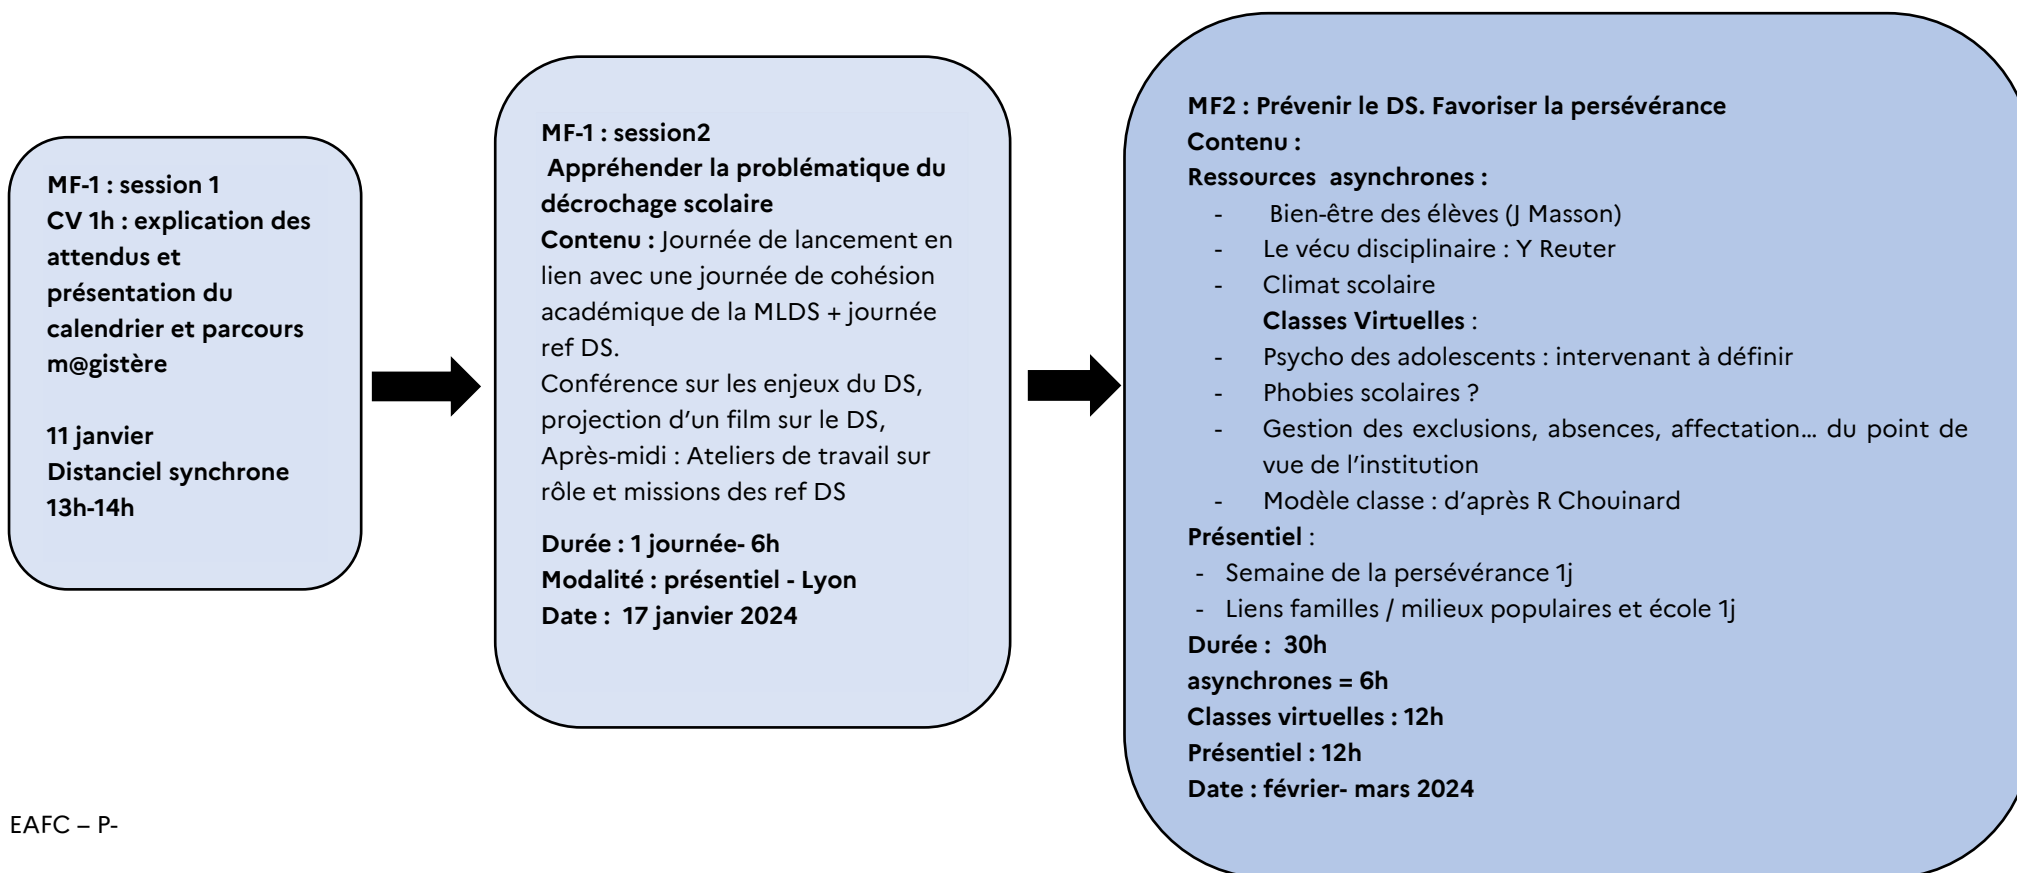 MF-1 : session 1
CV 1h : explication des
attendus et
présentation du
calendrier et parcours
m@gistère
11 janvier
Distanciel synchrone
13h-14h
MF-1 : session2
Appréhender la problématique du
décrochage scolaire
Contenu : Journée de lancement en
lien avec une journée de cohésion
académique de la MLDS + journée
ref DS.
Conférence sur les enjeux du DS,
projection d’un film sur le DS,
Après-midi : Ateliers de travail sur
rôle et missions des ref DS
Durée : 1 journée- 6h
Modalité : présentiel - Lyon
Date :  17 janvier 2024
MF2 : Prévenir le DS. Favoriser la persévérance
Contenu :
Ressources  asynchrones :
- Bien-être des élèves (J Masson)
- Le vécu disciplinaire : Y Reuter
- Climat scolaire
Classes Virtuelles :
- Psycho des adolescents : intervenant à définir
- Phobies scolaires ?
- Gestion des exclusions, absences, affectation… du point de
vue de l’institution
- Modèle classe : d’après R Chouinard
Présentiel :
- Semaine de la persévérance 1j
- Liens familles / milieux populaires et école 1j
Durée :  30h
asynchrones = 6h
Classes virtuelles : 12h
Présentiel : 12h
Date : février- mars 2024
EAFC – P-